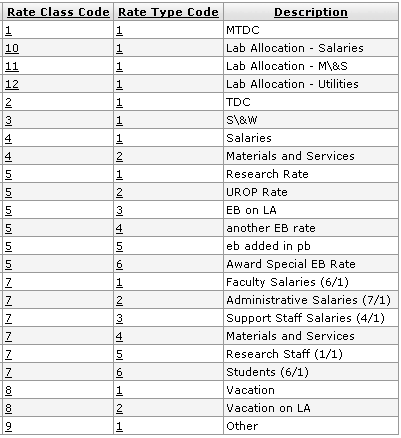 Rate Class Code Rate Type Code Description
1 1 MTDC
10 1 Lab Allocation - Salaries
11 1 Lab Allocation - M\&S
12 1 Lab Allocation - Utilities
2 1 TDC
3 1 S\&W
4 1 Salaries
4 2 Materials and Services
5 1 Research Rate
5 2 UROP Rate
5 3 EB on LA
5 4 another EB rate
5 5 eb added in pb
5 6 Award Special EB Rate
7 1 Faculty Salaries (6/1)
7 2 Administrative Salaries (7/1)
7 3 Support Staff Salaries (4/1)
7 4 Materials and Services
7 5 Research Staff (1/1)
7 6 Students (6/1)
8 1 Vacation
8 2 Vacation on LA
9 1 Other